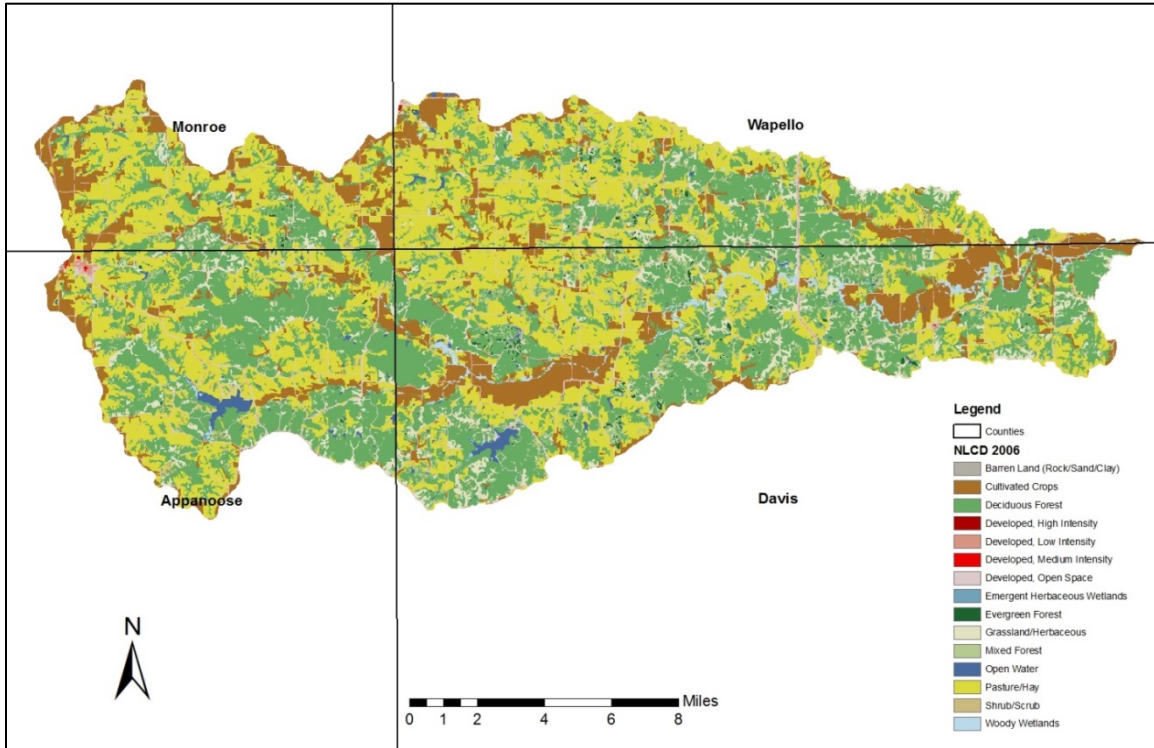 Monroe
Wapello
Appanoose
Davis
Legend
Counties
NLCD 2006
Barren Land (Rock/Sand/Clay)
Cultivated Crops
Deciduous Forest
Developed, High Intensity
Developed, Low Intensity
Developed, Medium Intensity
Developed, Open Space
Emergent Herbaceous Wetlands
Evergreen Forest
Grassland/Herbaceous
Mixed Forest
Open Water
Pasture/Hay
Shrub/Scrub
Woody Wetlands
N
Miles
0 1 2 4 6 8